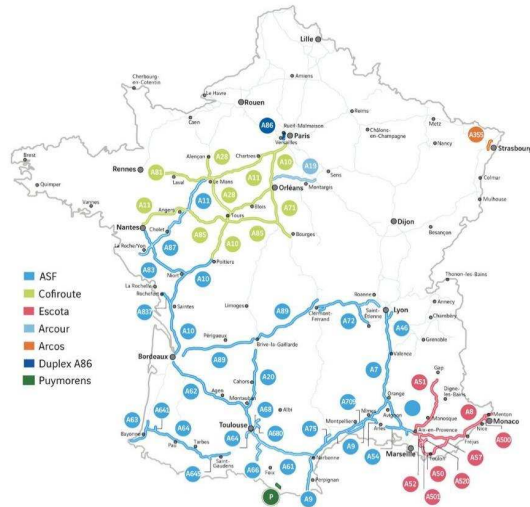 Lille
Cherbourg-
en-Cotentin
Amiens
Le Havre
Rouen
Caen
A86
Rueil-Malmaison
Paris
Versailles
Reims
Châlons-
en-Champagne
Metz
Nancy
A355
Strasbourg
Brest
Quimper
Rennes
A81
Laval
Alençon
A28
Chartres
A11
A10
A19
Sens
Montargis
Orléans
Colmar
Mulhouse
Vannes
Le Mans
A11
A28
Blois
A71
Angers
A11
Tours
Nantes
Cholet
A85
A10
A85
Bourges
Dijon
Besançon
La Roche/Yon
A87
A83
Niort
Poitiers
A10
La Rochelle
Rochefort
A837
Saintes
Limoges
Thonon-les-Bains
Annecy
Chambéry
Grenoble
Roanne
Lyon
Saint-
Étienne
A46
Clermont-
Ferrand
A72
A89
ASF
Cofiroute
Escota
Arcour
Arcos
Duplex A86
Puymorens
A10
Périgueux
Brive-la-Gaillarde
A89
Bordeaux
A7
Valence
Gap
A51
A20
Cahors
A62
Agen
Montauban
A68
Albi
A680
Toulouse
A64
A75
A709
Nîmes
Orange
Avignon
Montpellier
Arles
A9
A54
Digne-
les-Bains
Manosque
Aix-en-Provence
A8
Menton
Monaco
Nice
A500
Fréjus
A57
Marseille
Toulon
A52
A50
A501
A520
A63
A641
Bayonne
A64
Pau
Tarbes
A645
Saint-
Gaudens
A66
Foix
A61
Narbonne
Perpignan
A9
P